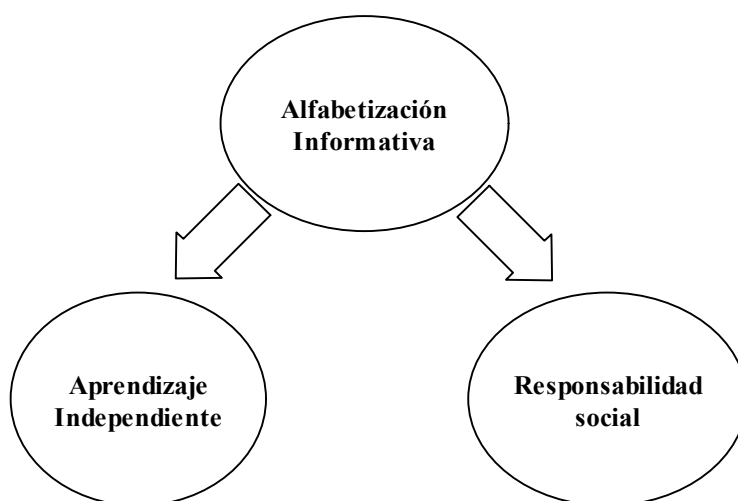 Alfabetización
Informativa
Aprendizaje
Independiente
Responsabilidad
social